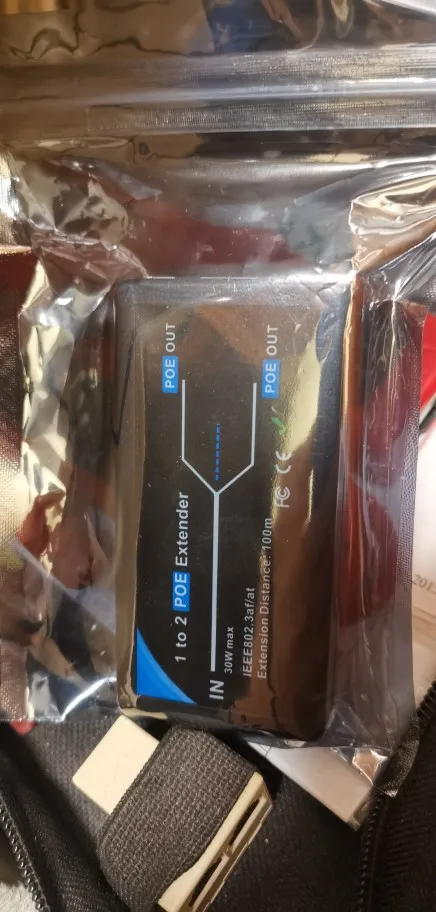 1 to 2 POE Extender
POE OUT
POE OUT
IN
30W max
IEEE802.3af/at
Extension Distance: 100m
FC CE